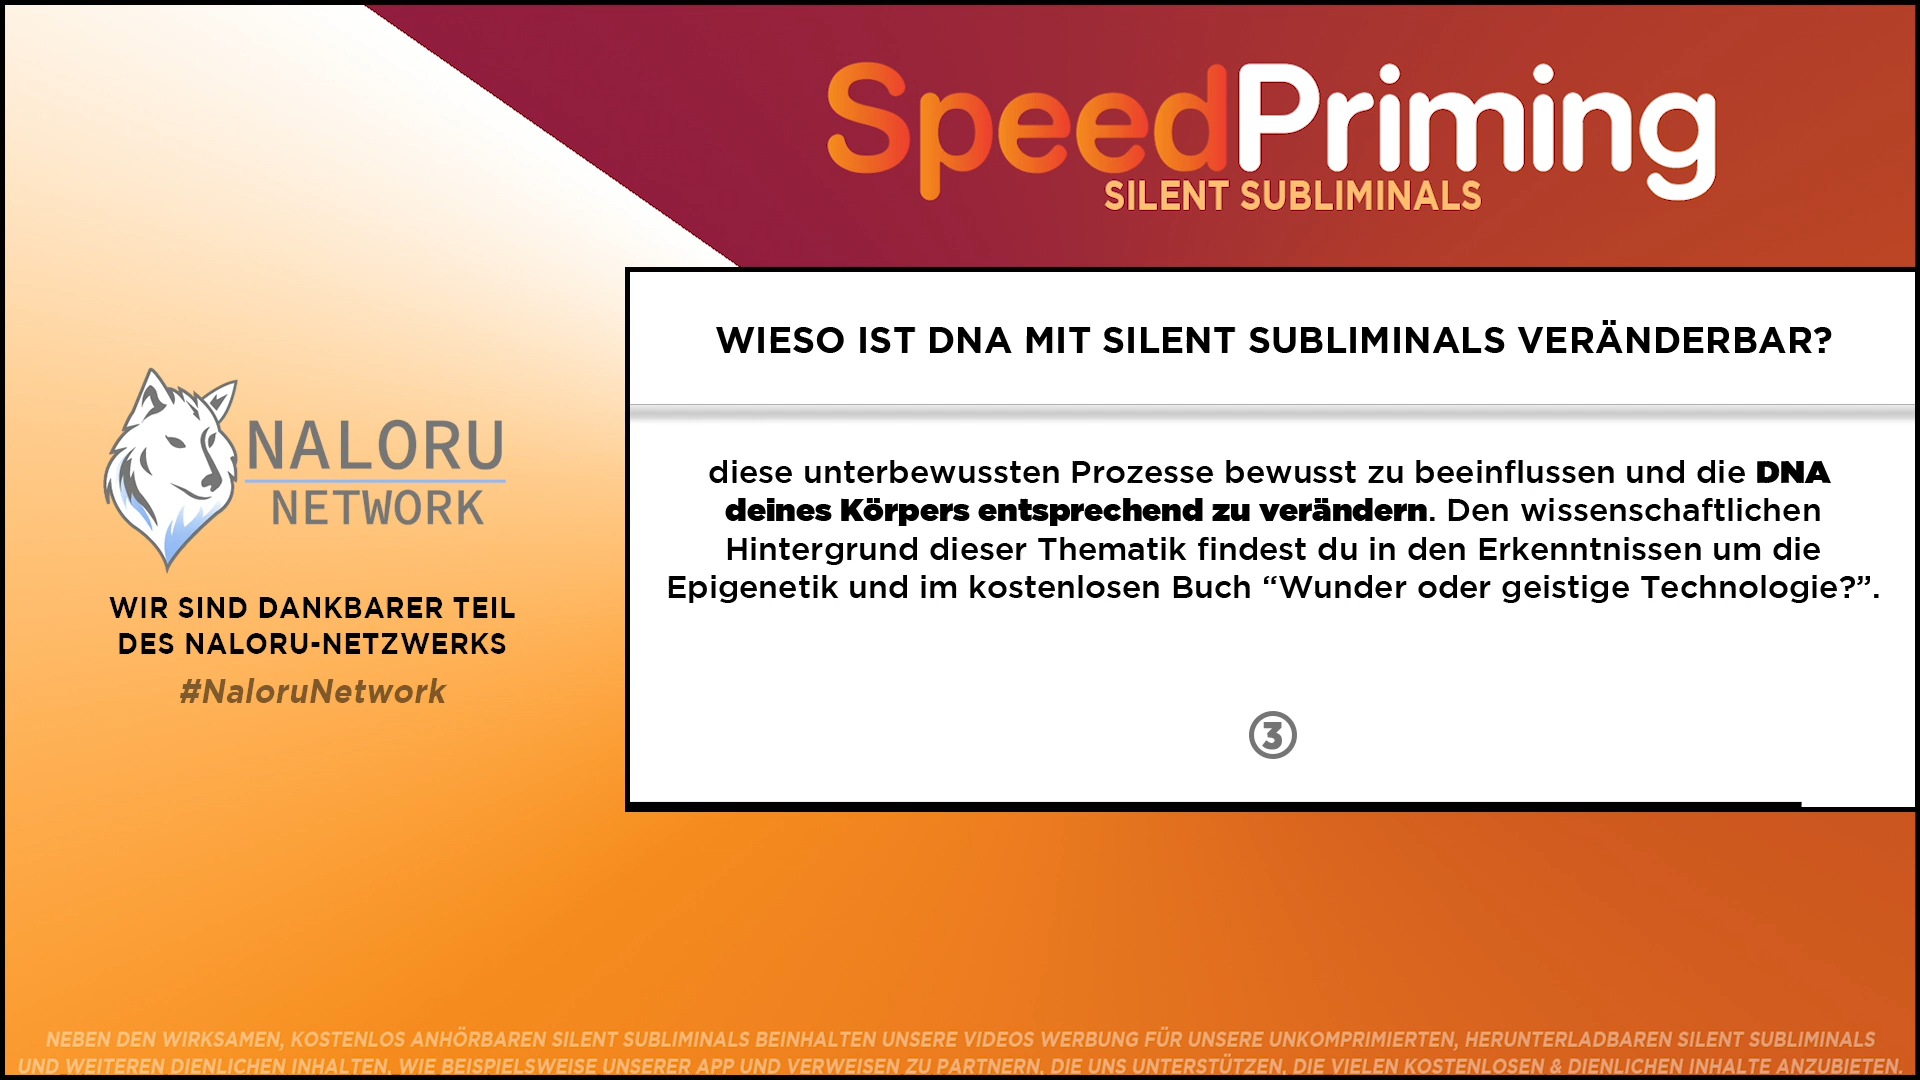 SpeedPriming
SILENT SUBLIMINALS
WIESO IST DNA MIT SILENT SUBLIMINALS VERÄNDERBAR?
diese unterbewussten Prozesse bewusst zu beeinflussen und die DNA
deines Körpers entsprechend zu verändern. Den wissenschaftlichen
Hintergrund dieser Thematik findest du in den Erkenntnissen um die
Epigenetik und im kostenlosen Buch “Wunder oder geistige Technologie?”.
3
NALORU
NETWORK
WIR SIND DANKBARER TEIL
DES NALORU-NETZWERKS
#NaloruNetwork
NEBEN DEN WIRKSAMEN, KOSTENLOS ANHÖRBAREN SILENT SUBLIMINALS BEINHALTEN UNSERE VIDEOS WERBUNG FÜR UNSERE UNKOMPRIMIERTEN, HERUNTERLADBAREN SILENT SUBLIMINALS
UND WEITEREN DIENLICHEN INHALTEN, WIE BEISPIELSWEISE UNSERER APP UND VERWEISEN ZU PARTNERN, DIE UNS UNTERSTÜTZEN, DIE VIELEN KOSTENLOSEN & DIENLICHEN INHALTE ANZUBIETEN.